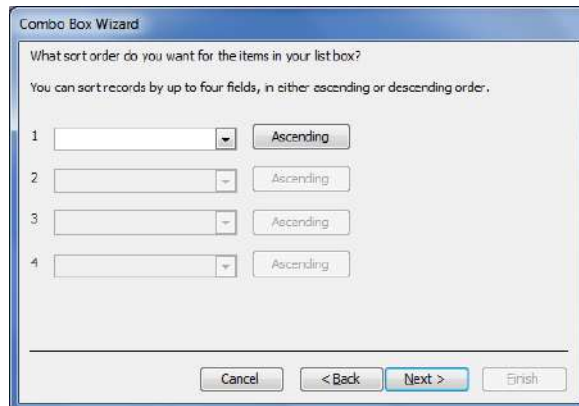 Combo Box Wizard
What sort order do you want for the items in your list box?
You can sort records by up to four fields, in either ascending or descending order.
1 Ascending
2 Ascending
3 Ascending
4 Ascending
Cancel < Back Next > Finish